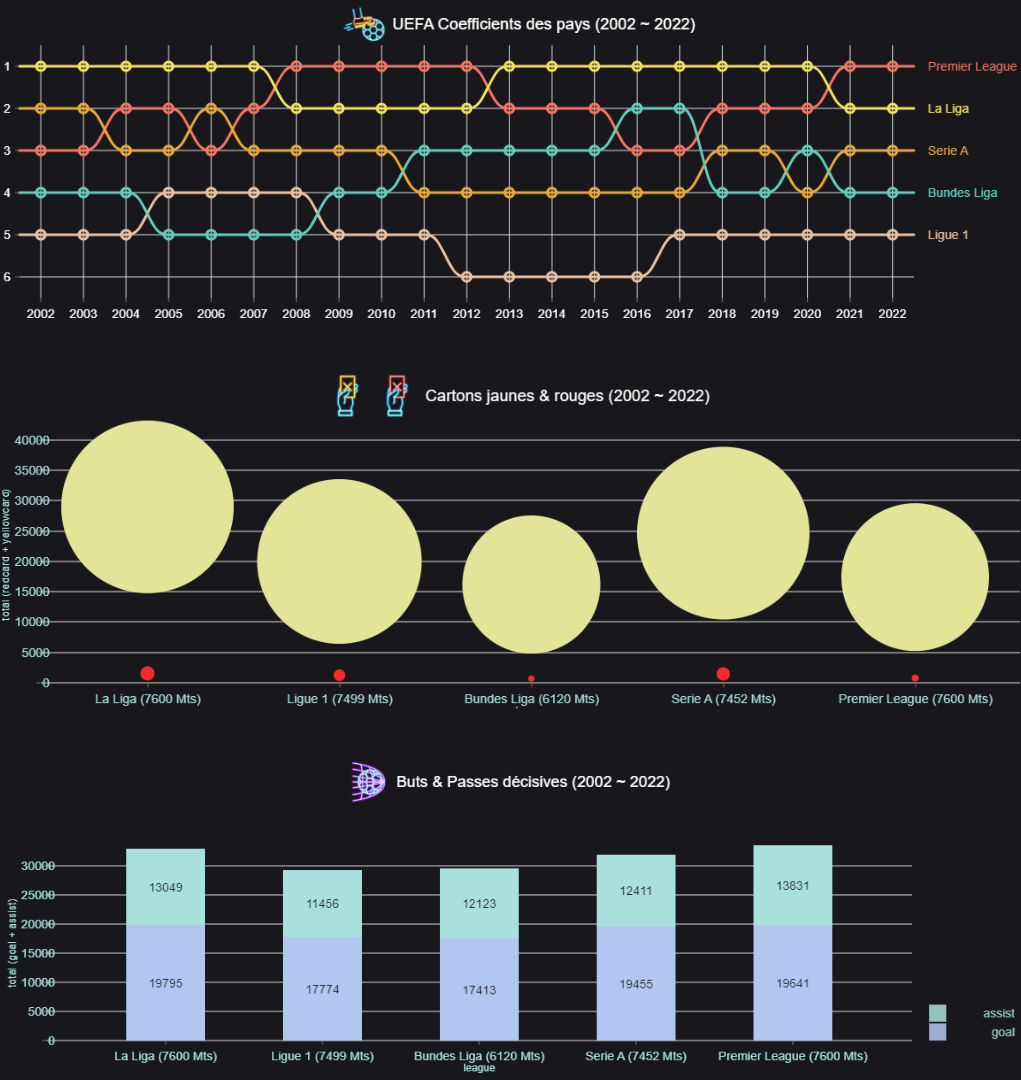 UEFA Coefficients des pays (2002 ~ 2022)
1 Premier League
2 La Liga
3 Serie A
4 Bundes Liga
5 Ligue 1
6
2002 2003 2004 2005 2006 2007 2008 2009 2010 2011 2012 2013 2014 2015 2016 2017 2018 2019 2020 2021 2022
Cartons jaunes & rouges (2002 ~ 2022)
total (redcard + yellowcard)
40000
35000
30000
25000
20000
15000
10000
5000
0
La Liga (7600 Mts) Ligue 1 (7499 Mts) Bundes Liga (6120 Mts) Serie A (7452 Mts) Premier League (7600 Mts)
Buts & Passes décisives (2002 ~ 2022)
total (goal + assist)
30000
25000
20000
15000
10000
5000
0
13049 11456 12123 12411 13831
19795 17774 17413 19455 19641
assist
goal
La Liga (7600 Mts) Ligue 1 (7499 Mts) Bundes Liga (6120 Mts) Serie A (7452 Mts) Premier League (7600 Mts)
league